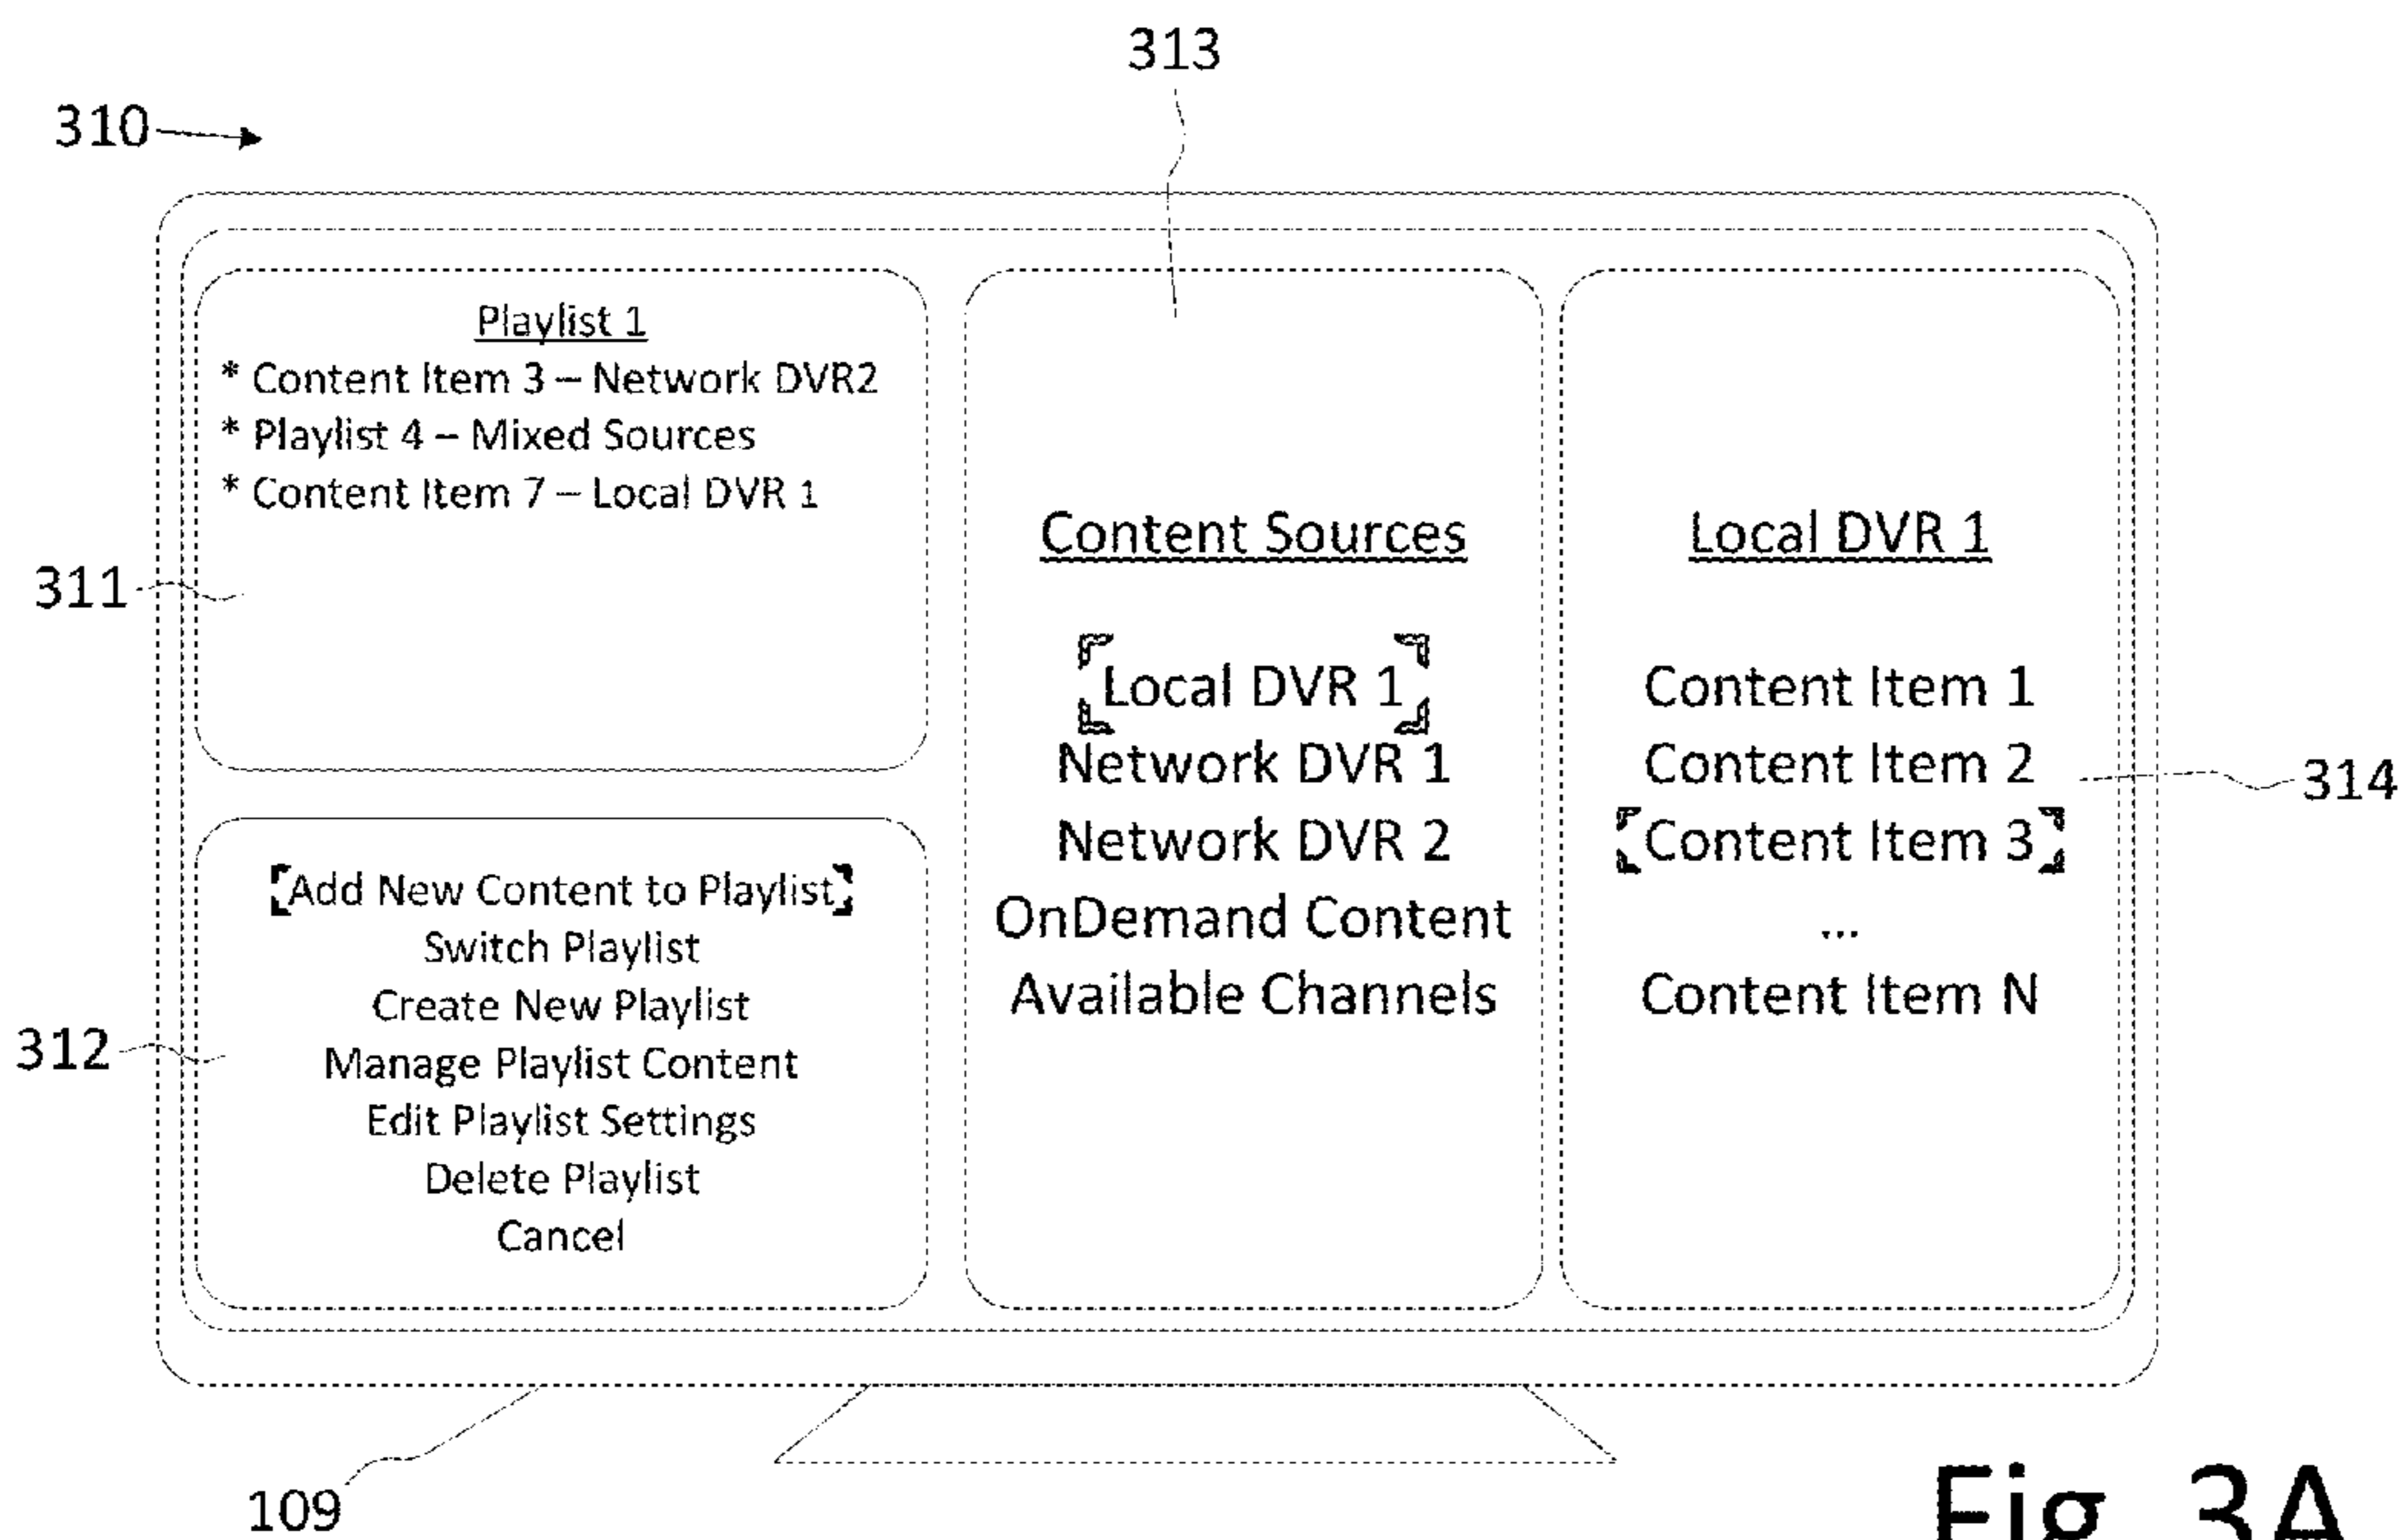 313
310
Playlist 1
* Content Item 3 – Network DVR2
* Playlist 4 – Mixed Sources
* Content Item 7 – Local DVR 1
311
Add New Content to Playlist
Switch Playlist
Create New Playlist
Manage Playlist Content
Edit Playlist Settings
Delete Playlist
Cancel
312
Content Sources
Local DVR 1
Network DVR 1
Network DVR 2
OnDemand Content
Available Channels
Local DVR 1
Content Item 1
Content Item 2
Content Item 3
...
Content Item N
314
109
Fig. 3A